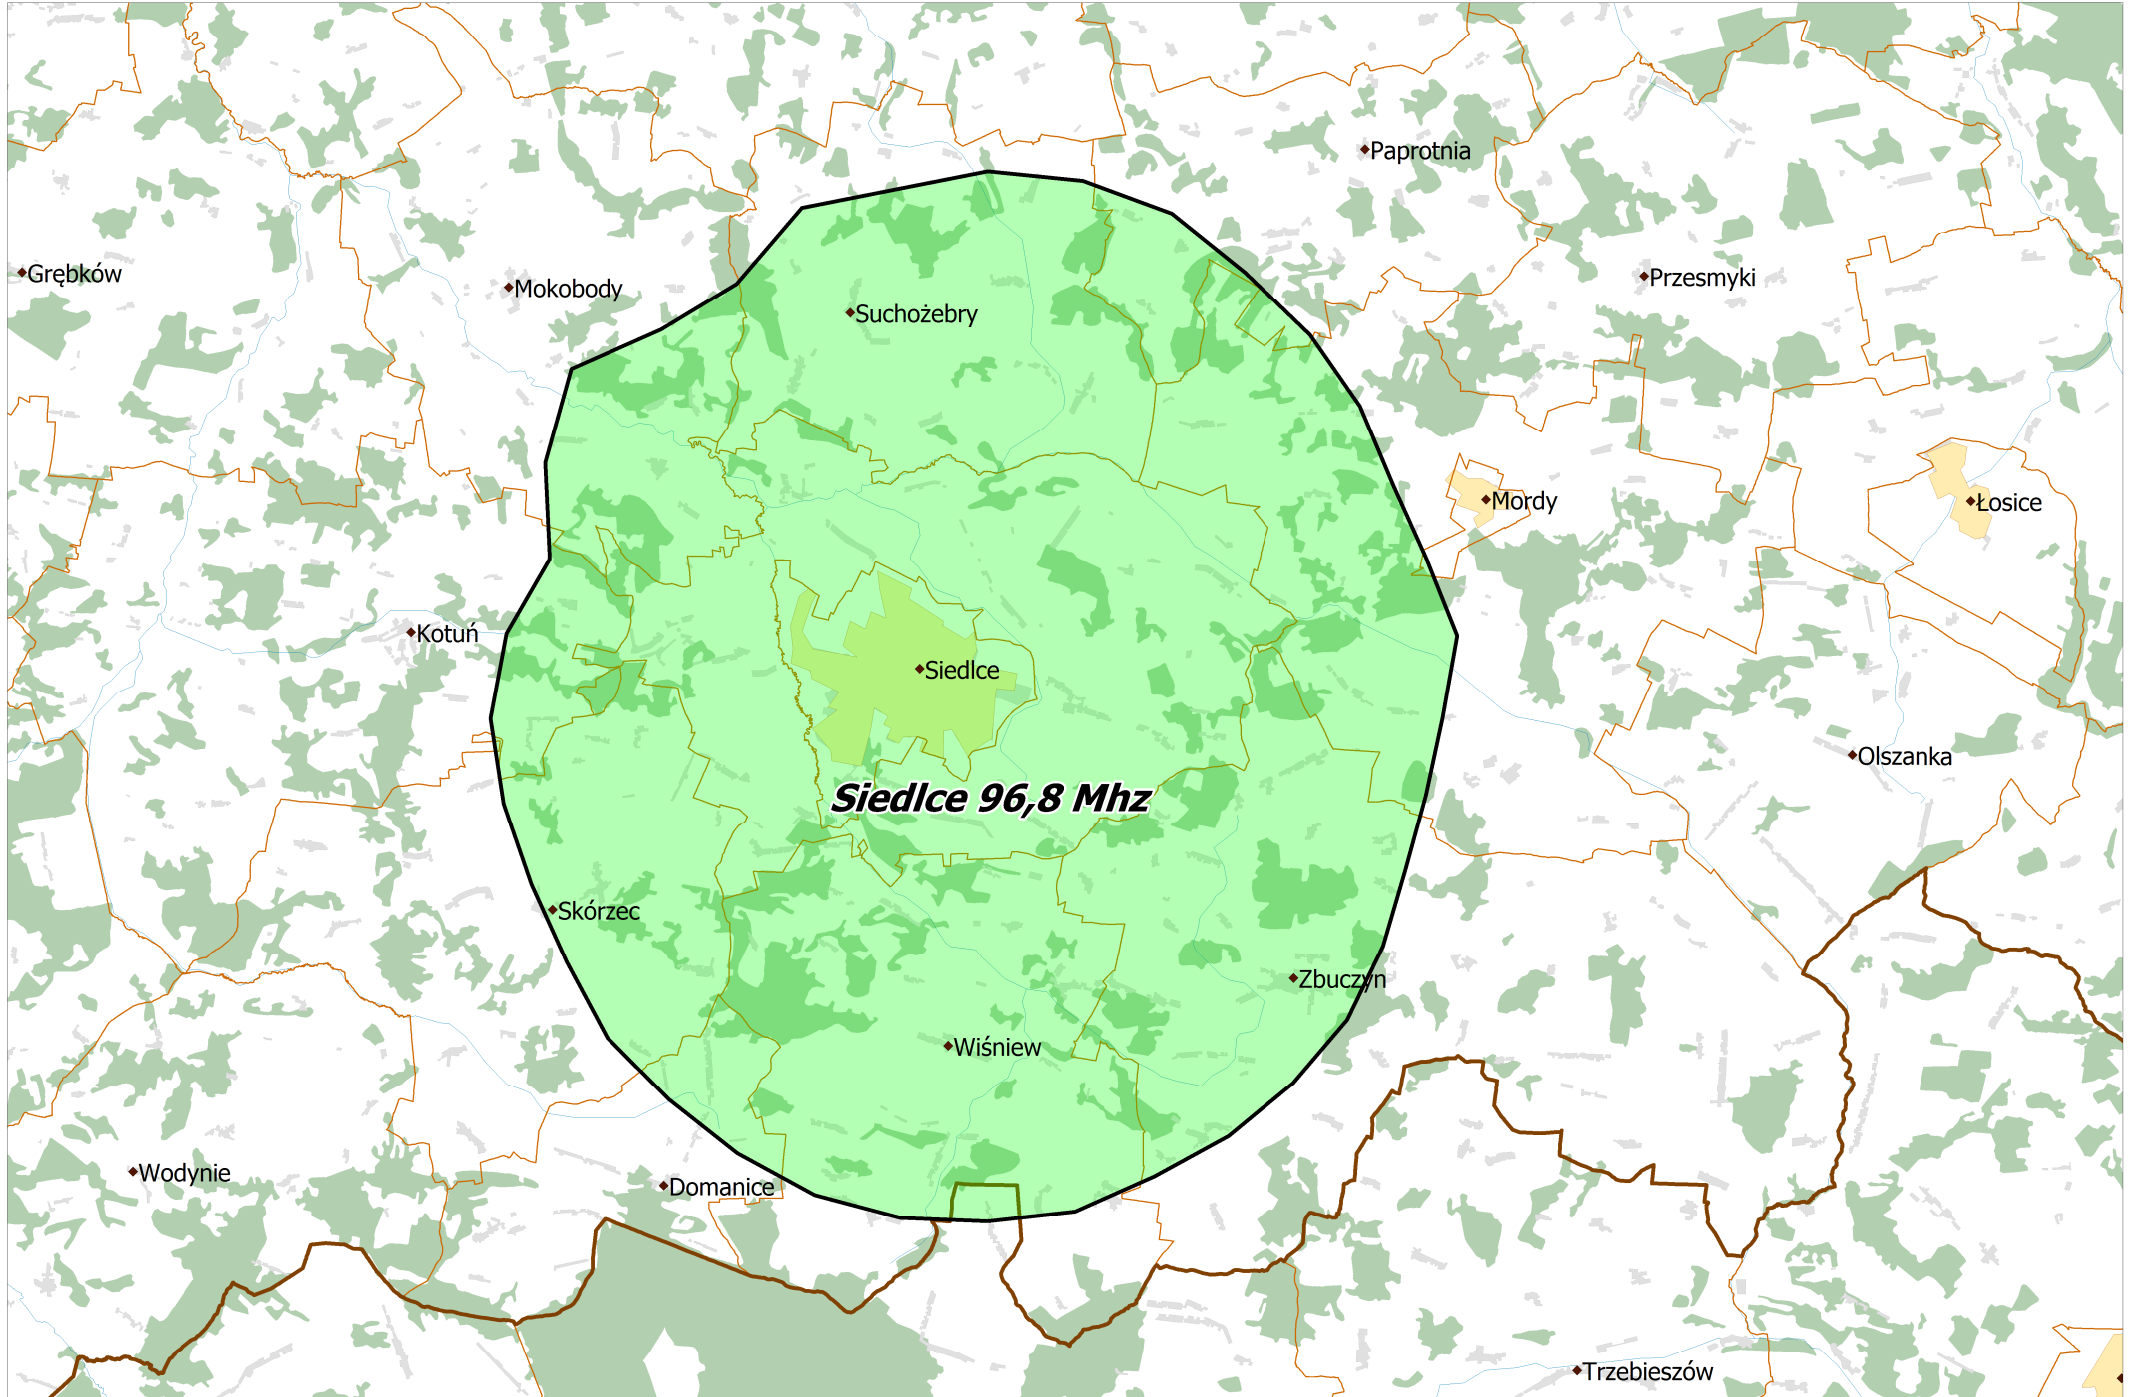 Paprotnia
Grębków
Mokobody
Przesmyki
Suchożebry
Mordy
Łosice
Kotuń
Siedlce
Olszanka
Siedlce 96,8 Mhz
Skórzec
Zbuczyn
Wiśniew
Wodynie
Domanice
Trzebieszów